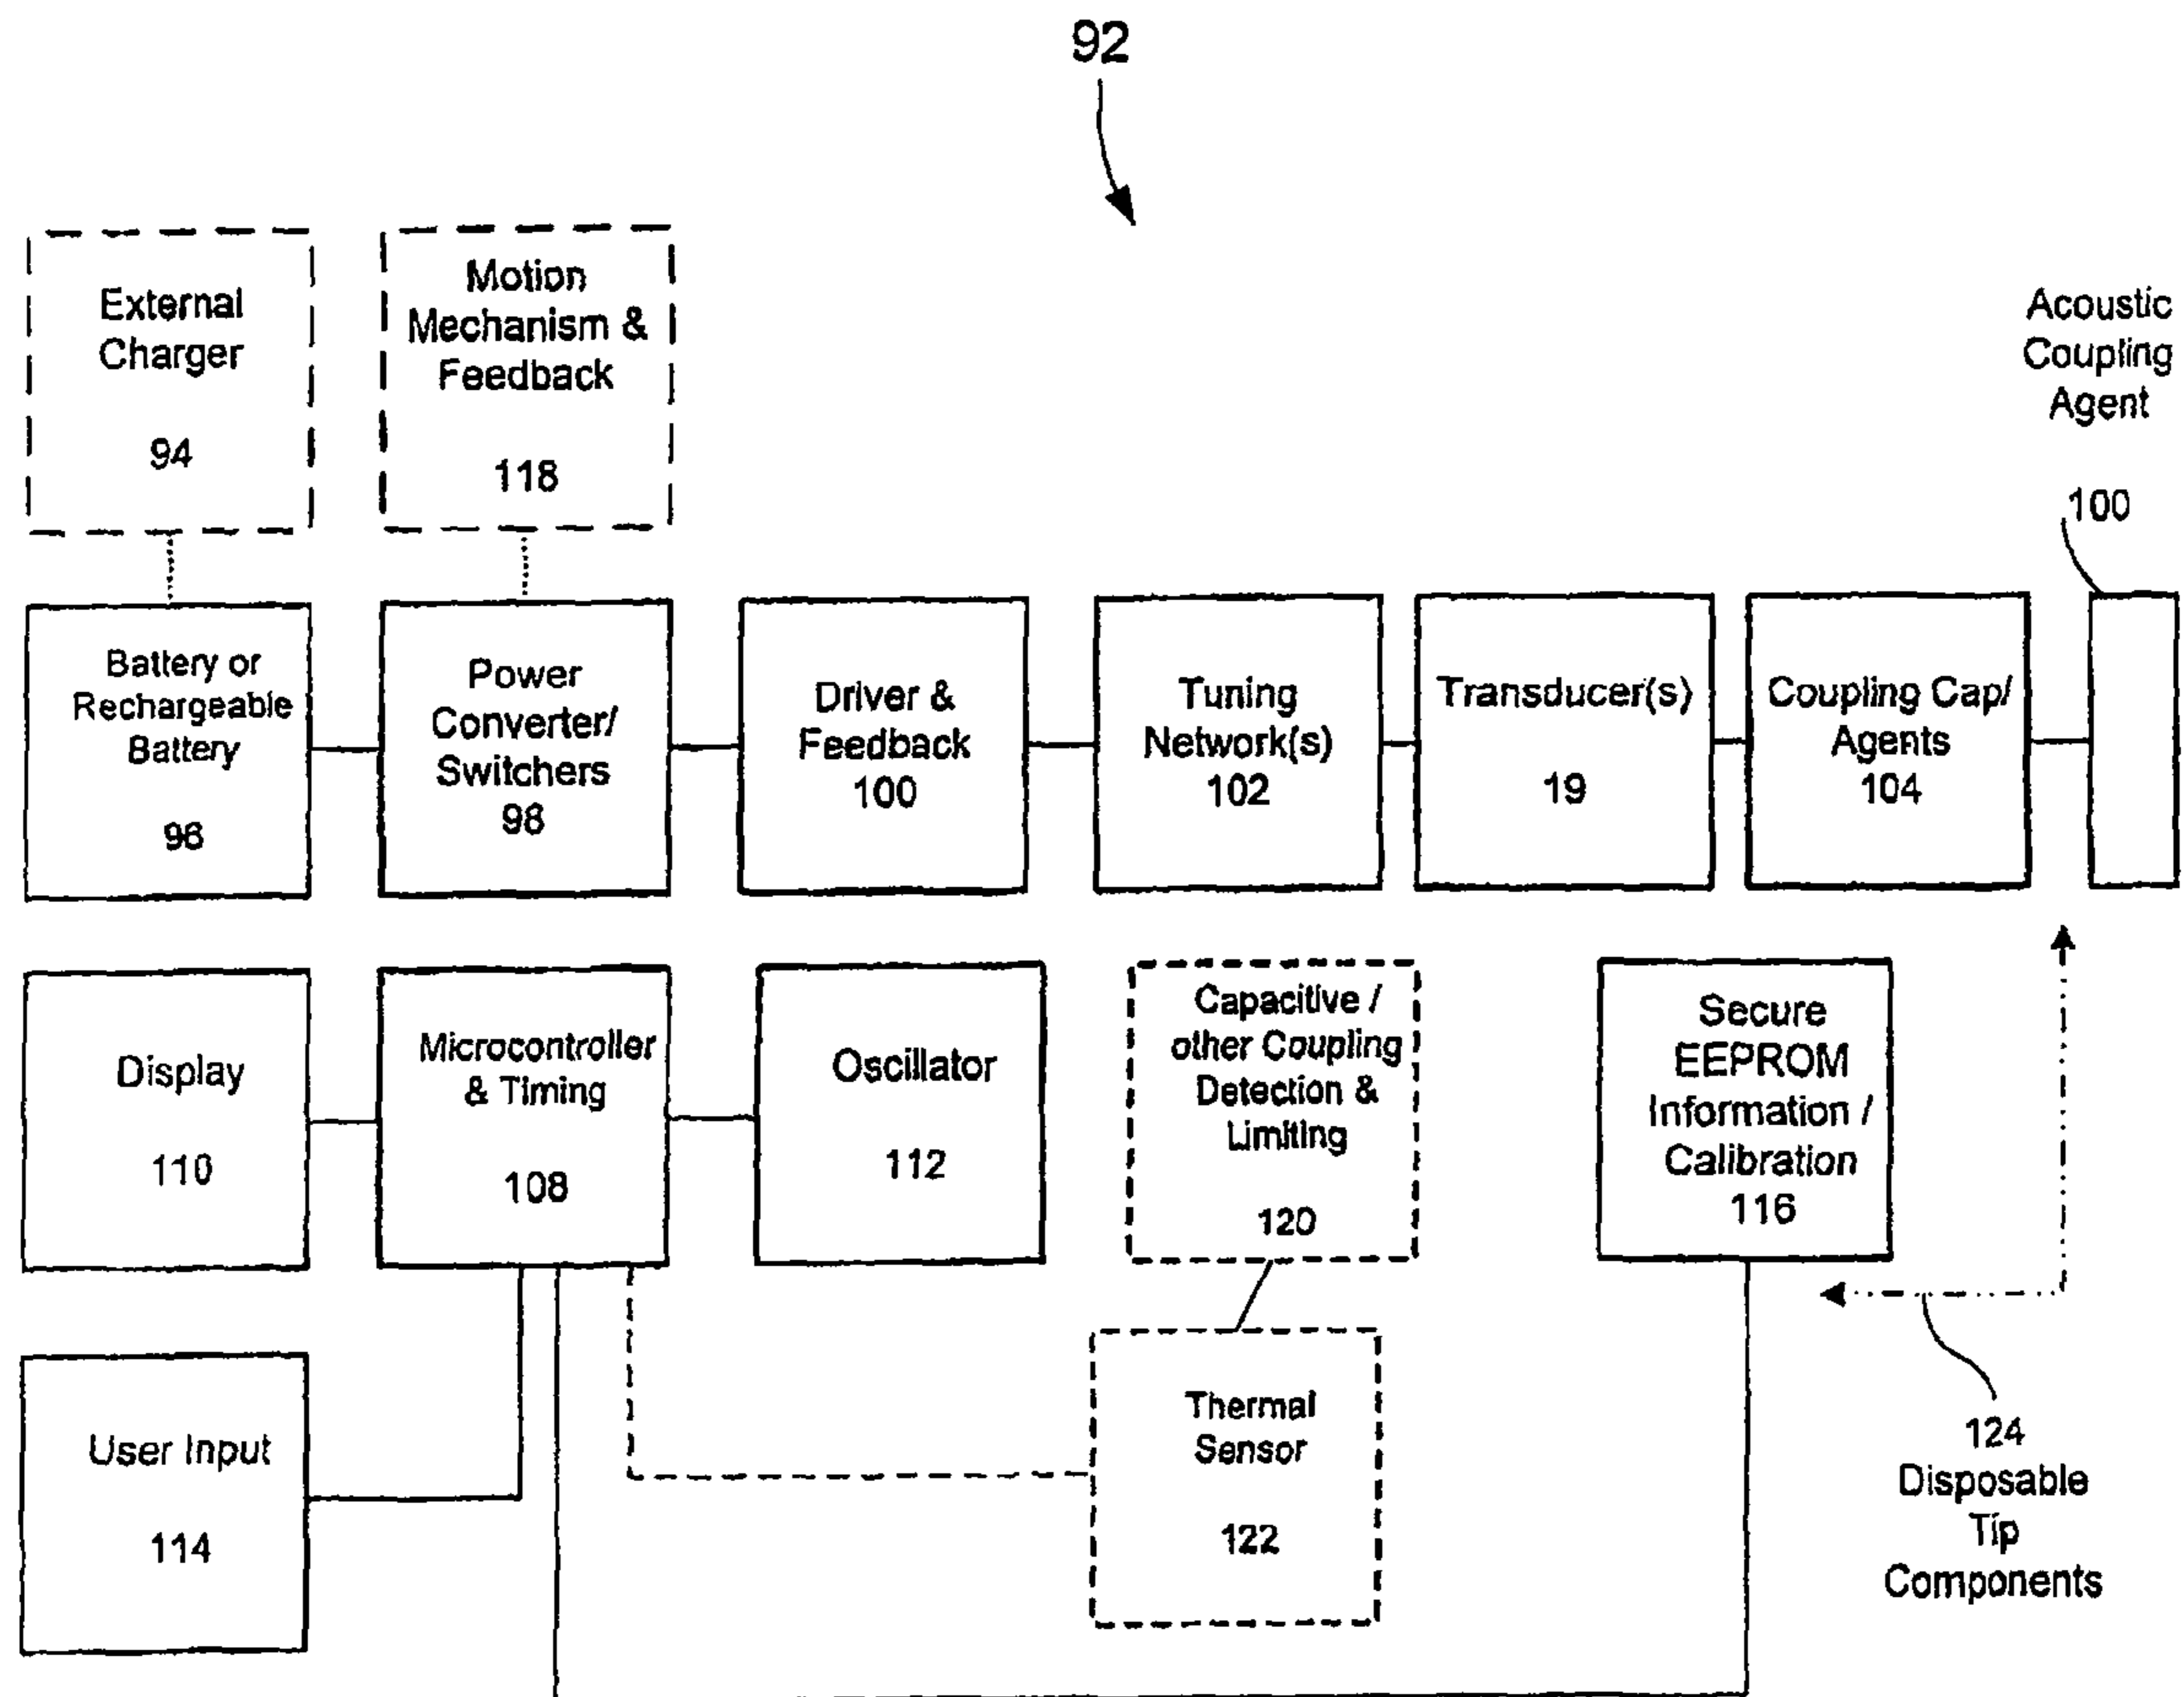 92
External
Charger
94
Motion
Mechanism &
Feedback
118
Acoustic
Coupling
Agent
100
Battery or
Rechargeable
Battery
96
Power
Converter/
Switchers
98
Driver &
Feedback
100
Tuning
Network(s)
102
Transducer(s)
19
Coupling Cap/
Agents
104
Display
110
Microcontroller
& Timing
108
Oscillator
112
Capacitive /
other Coupling
Detection &
Limiting
120
Secure
EEPROM
Information /
Calibration
116
User Input
114
Thermal
Sensor
122
124
Disposable
Tip
Components